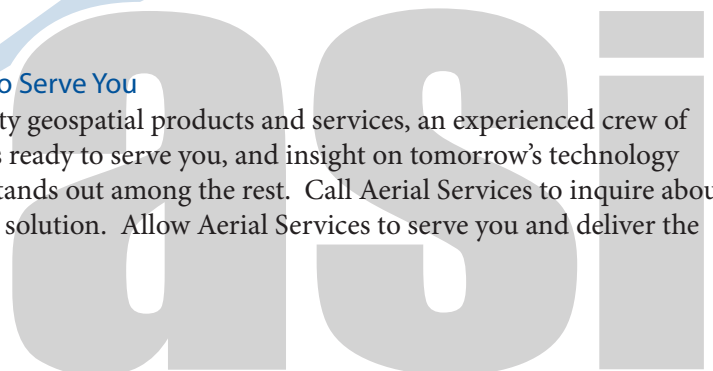 o Serve You
ty geospatial products and services, an experienced crew of
s ready to serve you, and insight on tomorrow's technology
tands out among the rest. Call Aerial Services to inquire abou
solution. Allow Aerial Services to serve you and deliver the
asi